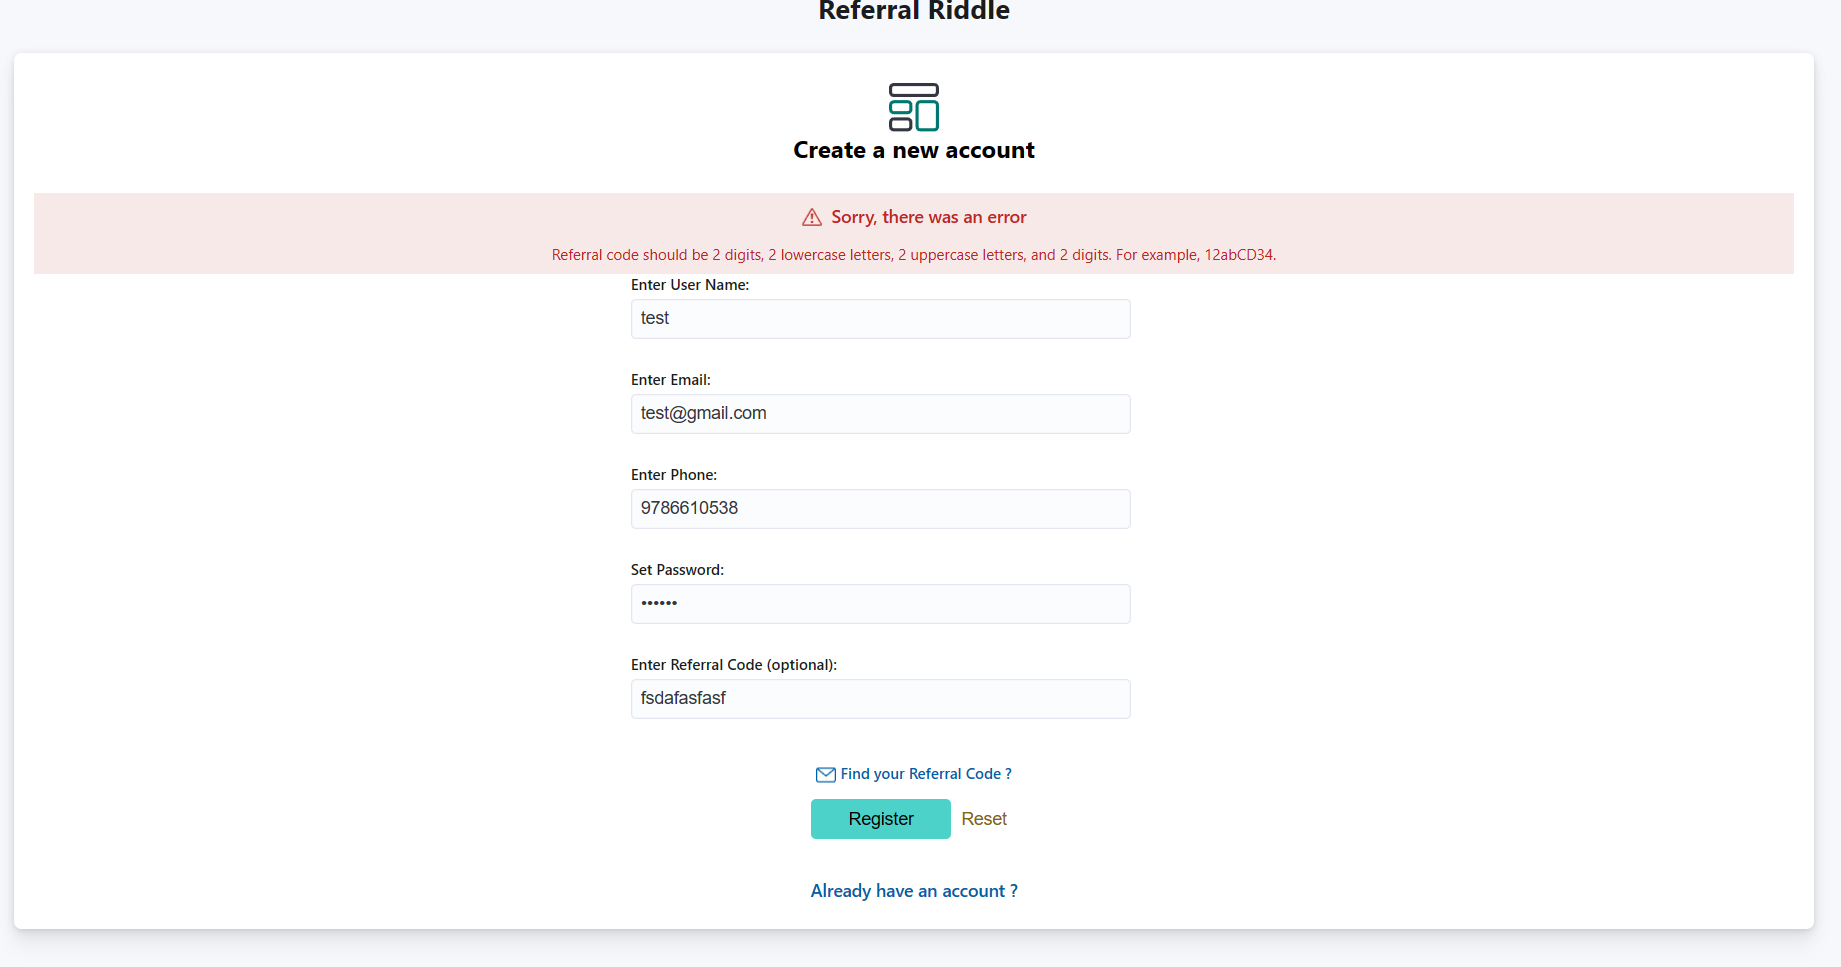 Referral Riddle
Create a new account
Sorry, there was an error
Referral code should be 2 digits, 2 lowercase letters, 2 uppercase letters, and 2 digits. For example, 12abCD34.
Enter User Name:
test
Enter Email:
test@gmail.com
Enter Phone:
9786610538
Set Password:
••••••
Enter Referral Code (optional):
fsdafasfasf
Find your Referral Code ?
Register Reset
Already have an account ?